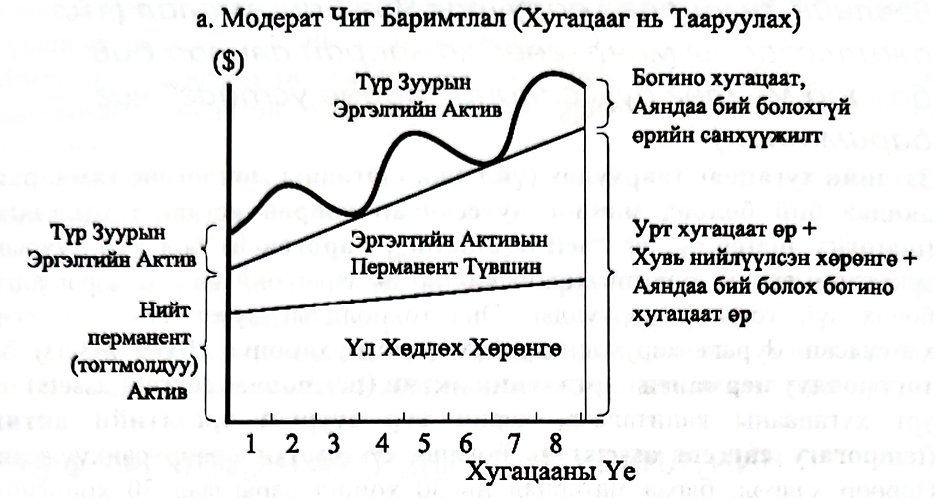 а. Модерат Чиг Баримтлал (Хугацааг нь Тааруулах)
($)
Түр Зуурын
Эргэлтийн Актив
Богино хугацаат,
Аяндаа бий болохгүй
өрийн санхүүжилт
Түр Зуурын
Эргэлтийн Актив
Эргэлтийн Активын
Перманент Түвшин
Урт хугацаат өр +
Хувь нийлүүлсэн хөрөнгө +
Аяндаа бий болох богино
хугацаат өр
Нийт
перманент
(тогтмолдуу)
Актив
Үл Хөдлөх Хөрөнгө
1 2 3 4 5 6 7 8
Хугацааны Үе